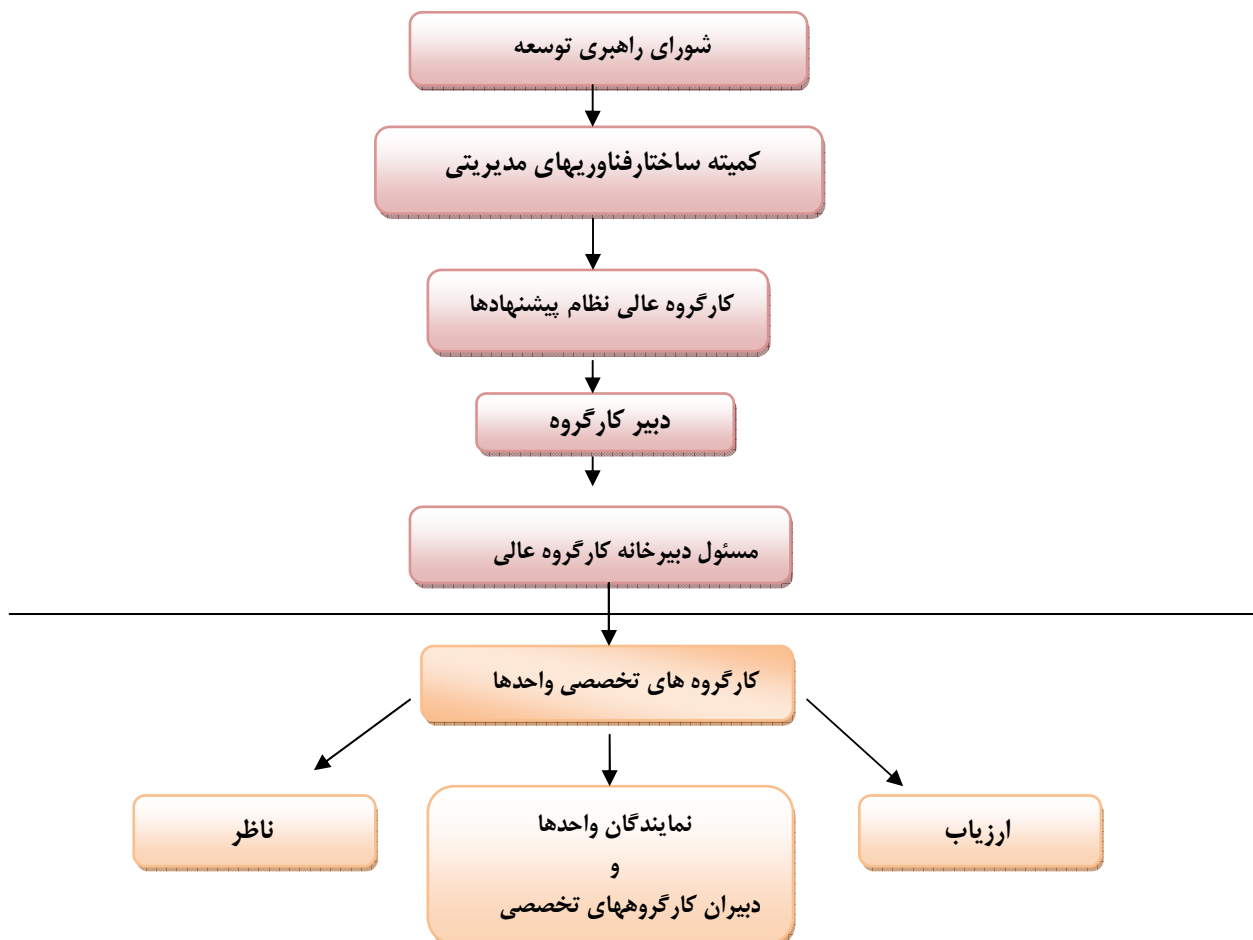 شورای راهبری توسعه
کمیته ساختارفناوریهای مدیریتی
کارگروه عالی نظام پیشنهادها
دبیر کارگروه
مسئول دبیرخانه کارگروه عالی
کارگروه های تخصصی واحدها
ارزیاب
نمایندگان واحدها
و
دبیران کارگروههای تخصصی
ناظر